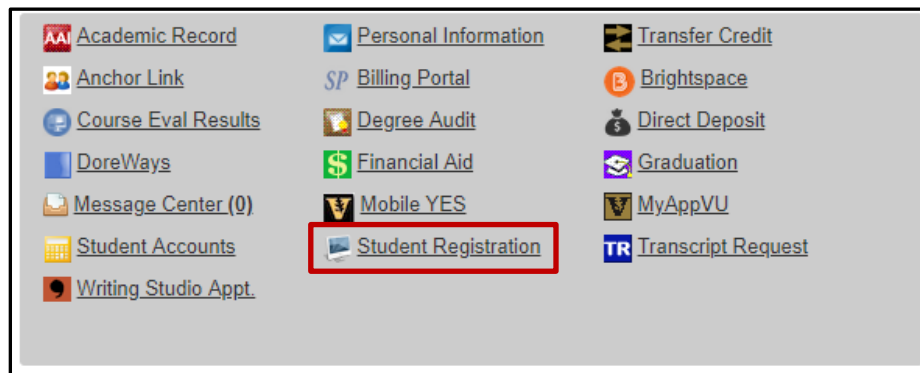 AAI Academic Record Personal Information Transfer Credit
Anchor Link SP Billing Portal B Brightspace
Course Eval Results Degree Audit $ Direct Deposit
DoreWays $ Financial Aid Graduation
Message Center (0) V Mobile YES V MyAppVU
Student Accounts Student Registration TR Transcript Request
Writing Studio Appt.